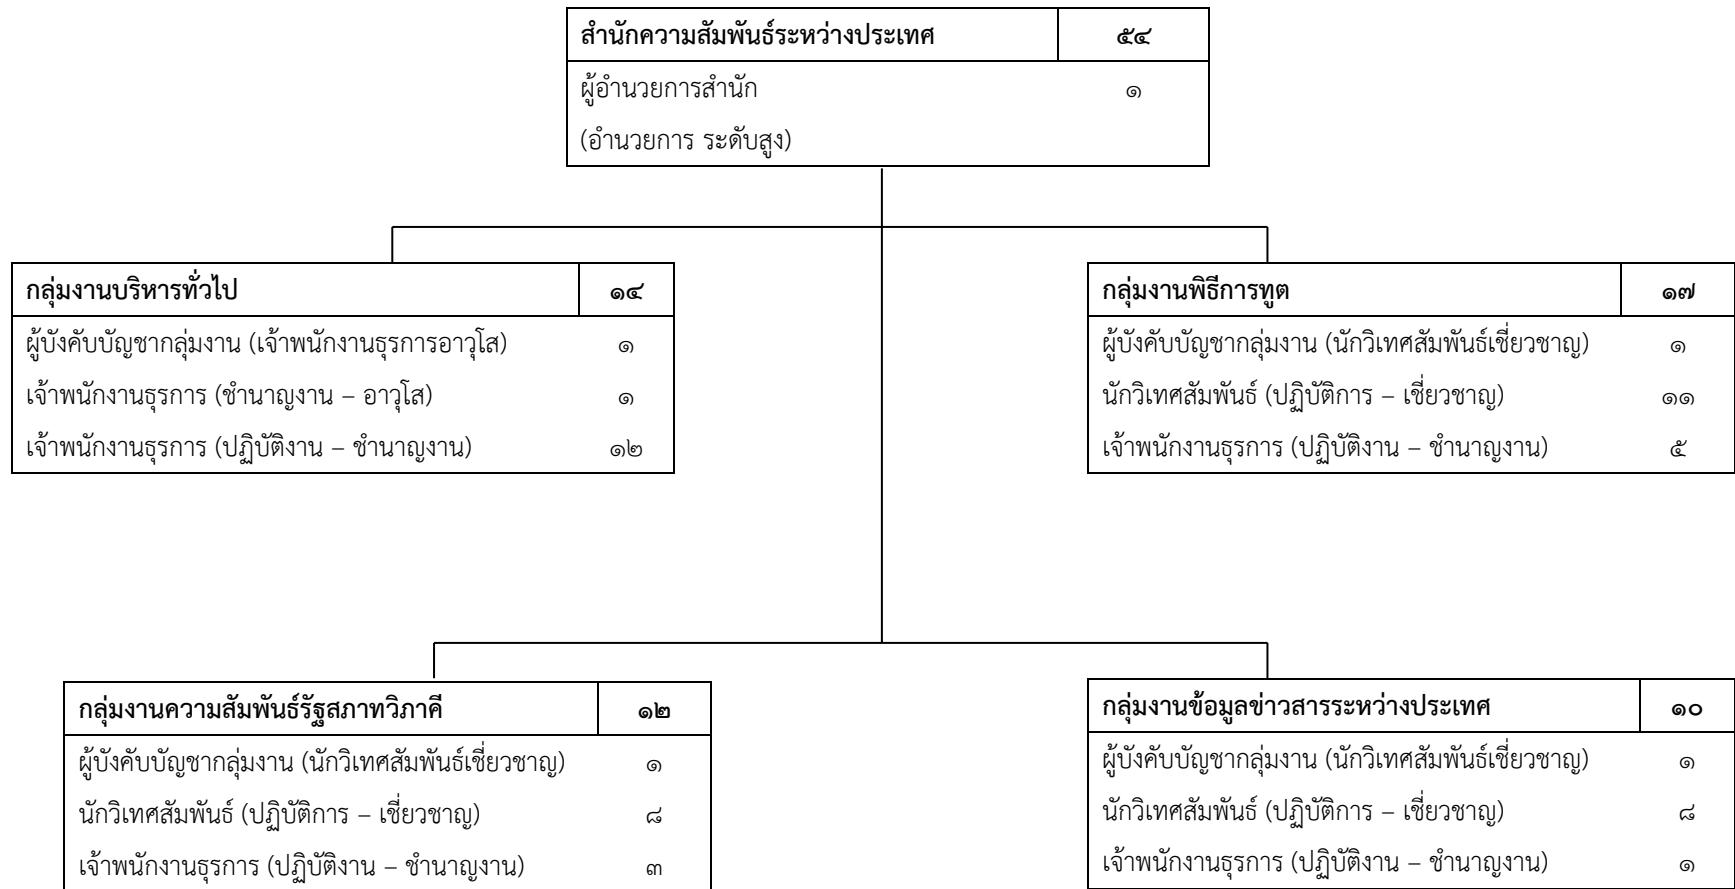 สำนักความสัมพันธ์ระหว่างประเทศ ๕๔
ผู้อำนวยการสำนัก ๑
(อำนวยการ ระดับสูง)
กลุ่มงานบริหารทั่วไป ๑๔
ผู้บังคับบัญชากลุ่มงาน (เจ้าพนักงานธุรการอาวุโส) ๑
เจ้าพนักงานธุรการ (ชำนาญงาน – อาวุโส) ๑
เจ้าพนักงานธุรการ (ปฏิบัติงาน – ชำนาญงาน) ๑๒
กลุ่มงานพิธีการทูต ๑๗
ผู้บังคับบัญชากลุ่มงาน (นักวิเทศสัมพันธ์เชี่ยวชาญ) ๑
นักวิเทศสัมพันธ์ (ปฏิบัติการ – เชี่ยวชาญ) ๑๑
เจ้าพนักงานธุรการ (ปฏิบัติงาน – ชำนาญงาน) ๕
กลุ่มงานความสัมพันธ์รัฐสภาทวิภาคี ๑๒
ผู้บังคับบัญชากลุ่มงาน (นักวิเทศสัมพันธ์เชี่ยวชาญ) ๑
นักวิเทศสัมพันธ์ (ปฏิบัติการ – เชี่ยวชาญ) ๘
เจ้าพนักงานธุรการ (ปฏิบัติงาน – ชำนาญงาน) ๓
กลุ่มงานข้อมูลข่าวสารระหว่างประเทศ ๑๐
ผู้บังคับบัญชากลุ่มงาน (นักวิเทศสัมพันธ์เชี่ยวชาญ) ๑
นักวิเทศสัมพันธ์ (ปฏิบัติการ – เชี่ยวชาญ) ๘
เจ้าพนักงานธุรการ (ปฏิบัติงาน – ชำนาญงาน) ๑